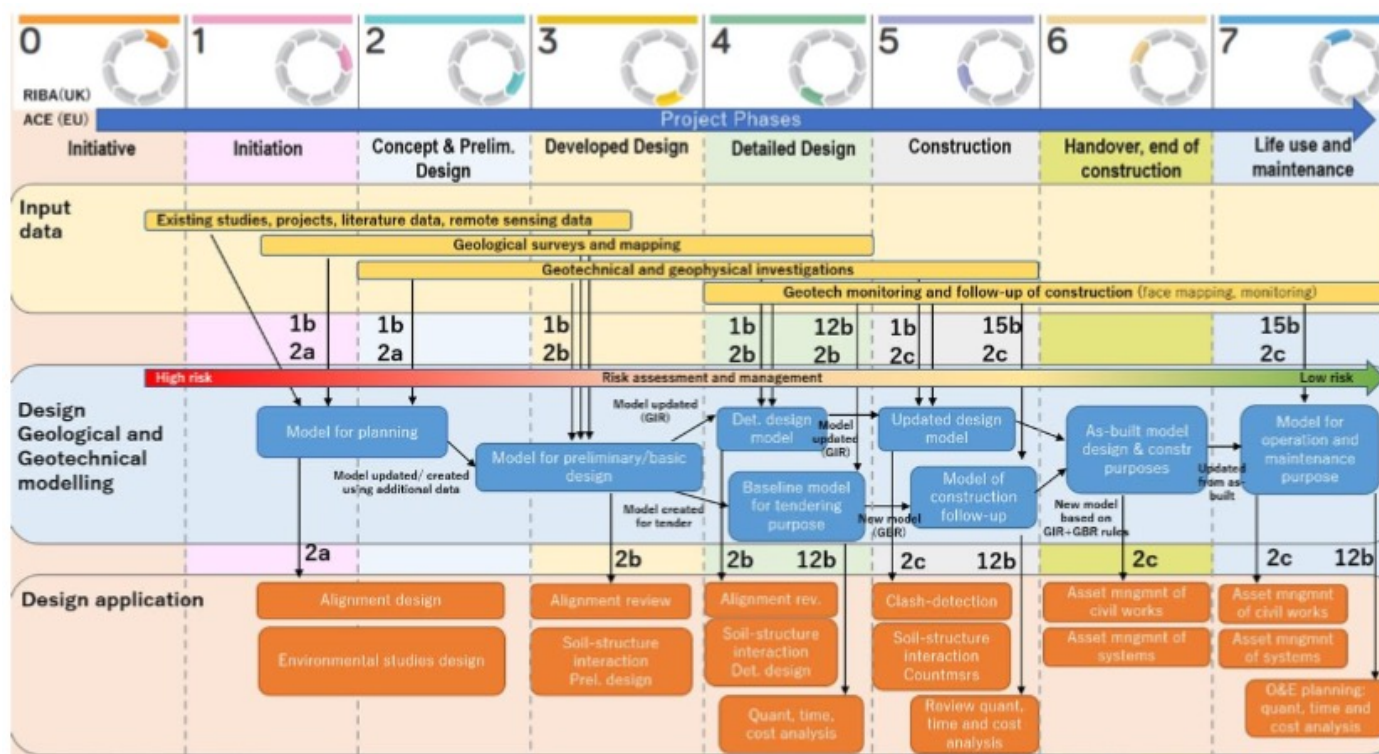 0
1
2
3
4
5
6
7
RIBA(UK)
ACE (EU)
Project Phases
Initiative
Initiation
Concept & Prelim.
Design
Developed Design
Detailed Design
Construction
Handover, end of
construction
Life use and
maintenance
Input
data
Existing studies, projects, literature data, remote sensing data
Geological surveys and mapping
Geotechnical and geophysical investigations
Geotech monitoring and follow-up of construction (face mapping, monitoring)
1b
2a
1b
2a
1b
2b
1b
2b
12b
2b
1b
2c
15b
2c
15b
2c
High risk
Risk assessment and management
Low risk
Design
Geological and
Geotechnical
modelling
Model for planning
Model updated/ created
using additional data
Model for preliminary/basic
design
Model updated
(GIR)
Model created
for tender
Det. design
model
Model
updated
(GIR)
Baseline model
for tendering
purpose
New model
(GBR)
Updated design
model
Model of
construction
follow-up
As-built model
design & constr
purposes
New model
based on
GIR+GBR rules
Updated
from as-
built
Model for
operation and
maintenance
purpose
2a
2b
2b
12b
2c
12b
2c
2c
12b
Design application
Alignment design
Environmental studies design
Alignment review
Soil-structure
interaction
Prel. design
Alignment rev.
Soil-structure
interaction
Det. design
Quant, time,
cost analysis
Clash-detection
Soil-structure
interaction
Countmsrs
Review quant,
time and cost
analysis
Asset mngmnt of
civil works
Asset mngmnt of
systems
Asset mngmnt
of civil works
Asset mngmnt
of systems
O&E planning:
quant, time and
cost analysis